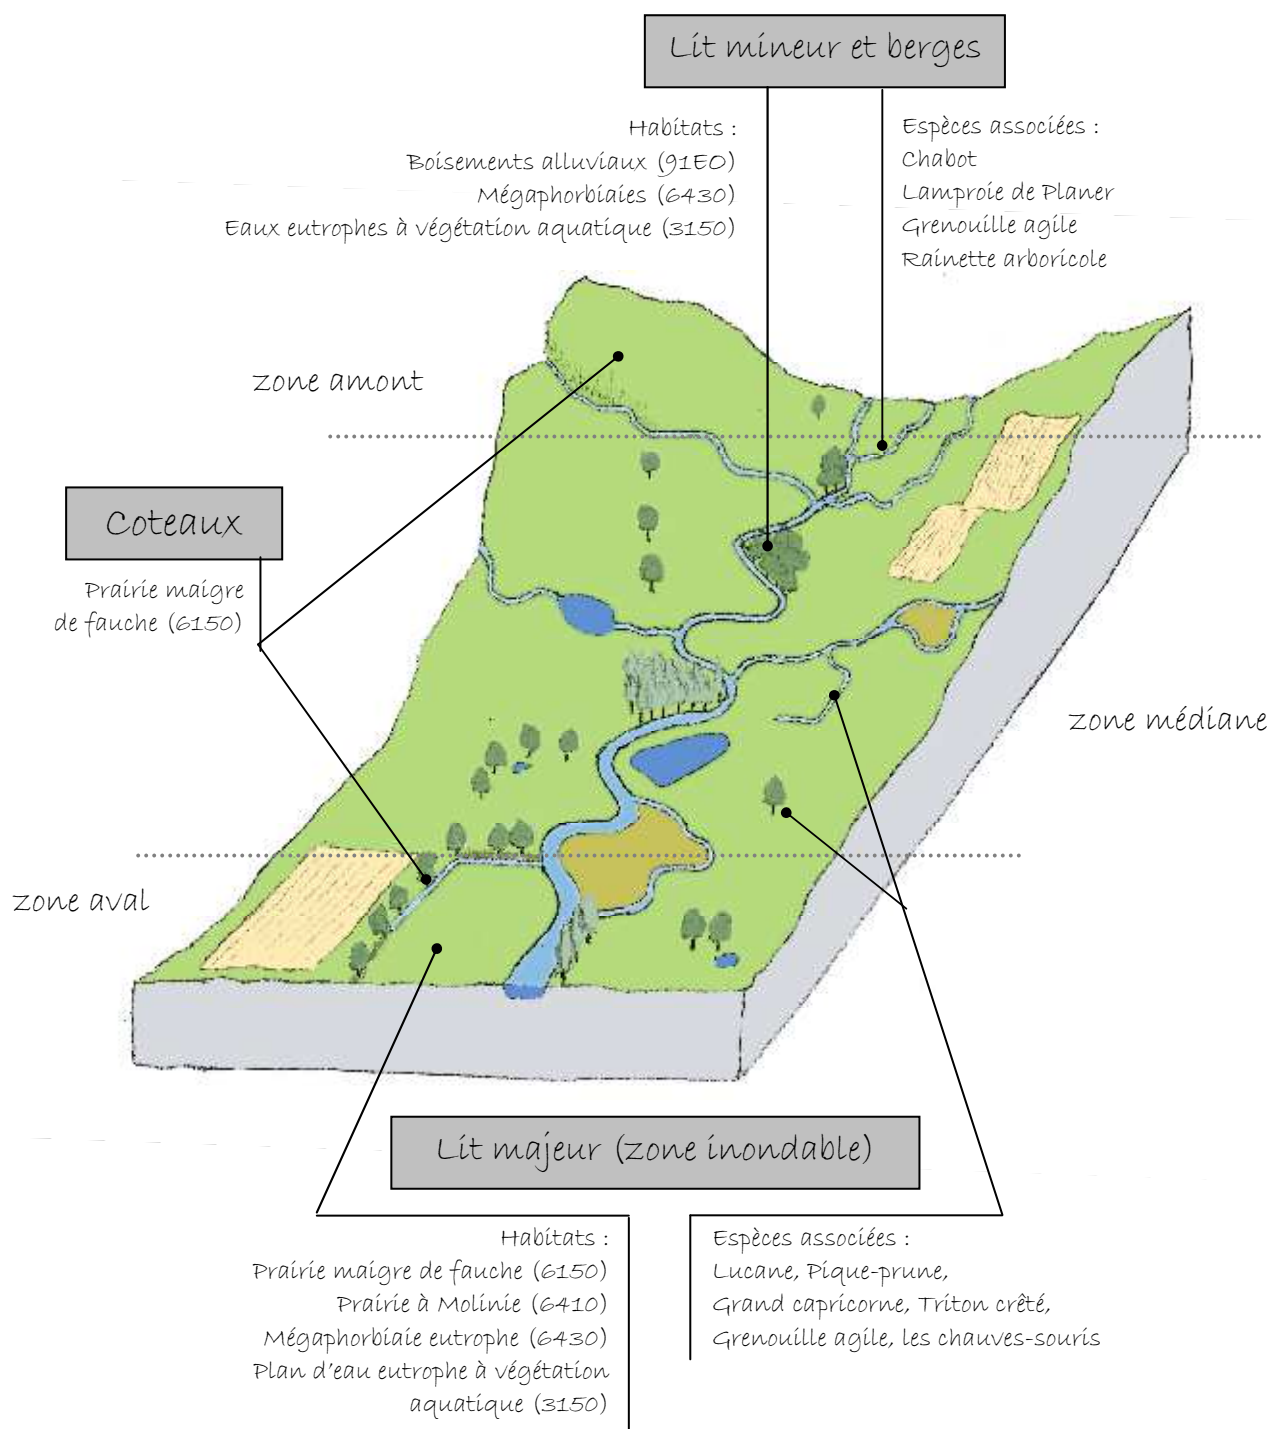 Lit mineur et berges
Habitats :
Boisements alluviaux (91E0)
Mégaphorbiaies (6430)
Eaux eutrophes à végétation aquatique (3150)
Espèces associées :
Chabot
Lamproie de Planer
Grenouille agile
Rainette arboricole
zone amont
Coteaux
Prairie maigre
de fauche (6150)
zone médiane
zone aval
Lit majeur (zone inondable)
Habitats :
Prairie maigre de fauche (6150)
Prairie à Molinie (6410)
Mégaphorbiaie eutrophe (6430)
Plan d'eau eutrophe à végétation
aquatique (3150)
Espèces associées :
Lucane, Pique-prune,
Grand capricorne, Triton crêté,
Grenouille agile, les chauves-souris